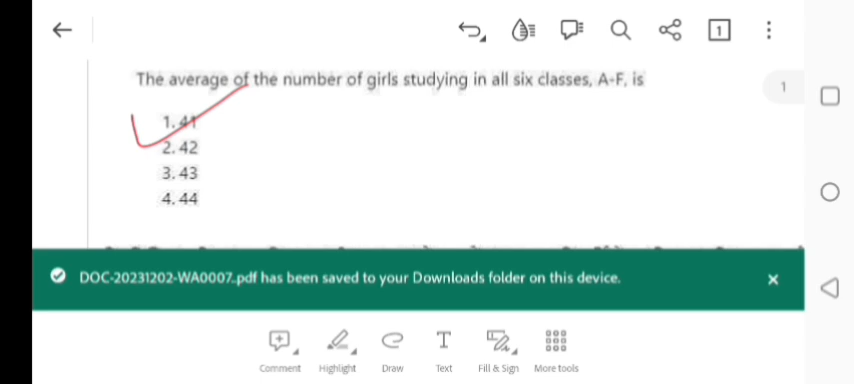 1
The average of the number of girls studying in all six classes, A-F, is
1
1. 41
2. 42
3. 43
4. 44
DOC-20231202-WA0007.pdf has been saved to your Downloads folder on this device.
Comment Highlight Draw Text Fill & Sign More tools